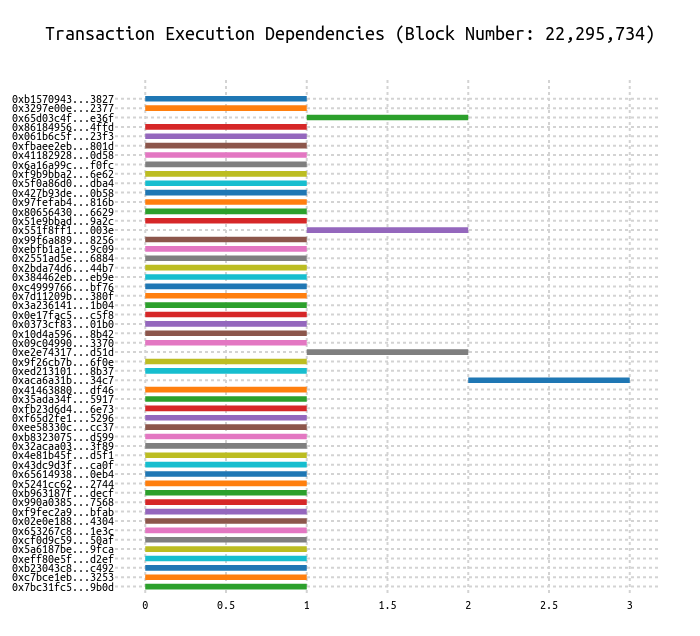 Transaction Execution Dependencies (Block Number: 22,295,734)
0xb1570943...3827
0x3297e00e...2377
0x65d03c4f...e36f
0x86184956...4ffd
0x061b6c5f...23f3
0xfbaee2eb...801d
0x41182928...0d58
0x6a16a99c...f0fc
0xf9b9bba2...6e62
0x5f0a86d0...dba4
0x427b93de...0b58
0x97fefab4...816b
0x80656430...6629
0x51e9bbad...9a2c
0x551f8ff1...003e
0x99f6a889...8256
0xebfb1a1e...9c09
0x2551ad5e...6884
0x2bda74d6...44b7
0x384462eb...eb9e
0xc4999766...bf76
0x7d11209b...380f
0x3a236141...1b04
0x0e17fac5...c5f8
0x0373cf83...01b0
0x10d4a596...8b42
0x09c04990...3370
0xe2e74317...d51d
0x9f26cb7b...6f0e
0xed213101...8b37
0xaca6a31b...34c7
0x41463880...df46
0x35ada34f...5917
0xfb23d6d4...6e73
0xf65d2fe1...5296
0xee58330c...cc37
0xb8323075...d599
0x32acaa03...3f89
0x4e81b45f...d5f1
0x43dc9d3f...ca0f
0x65614938...0eb4
0x5241cc62...2744
0xb963187f...decf
0x990a0385...7568
0xf9fec2a9...bfab
0x02e0e188...4304
0x653267c8...1e3c
0xcf0d9c59...50af
0x5a6187be...9fca
0xeff80e5f...d2ef
0xb23043c8...c492
0xc7bce1eb...3253
0x7bc31fc5...9b0d
0 0.5 1 1.5 2 2.5 3